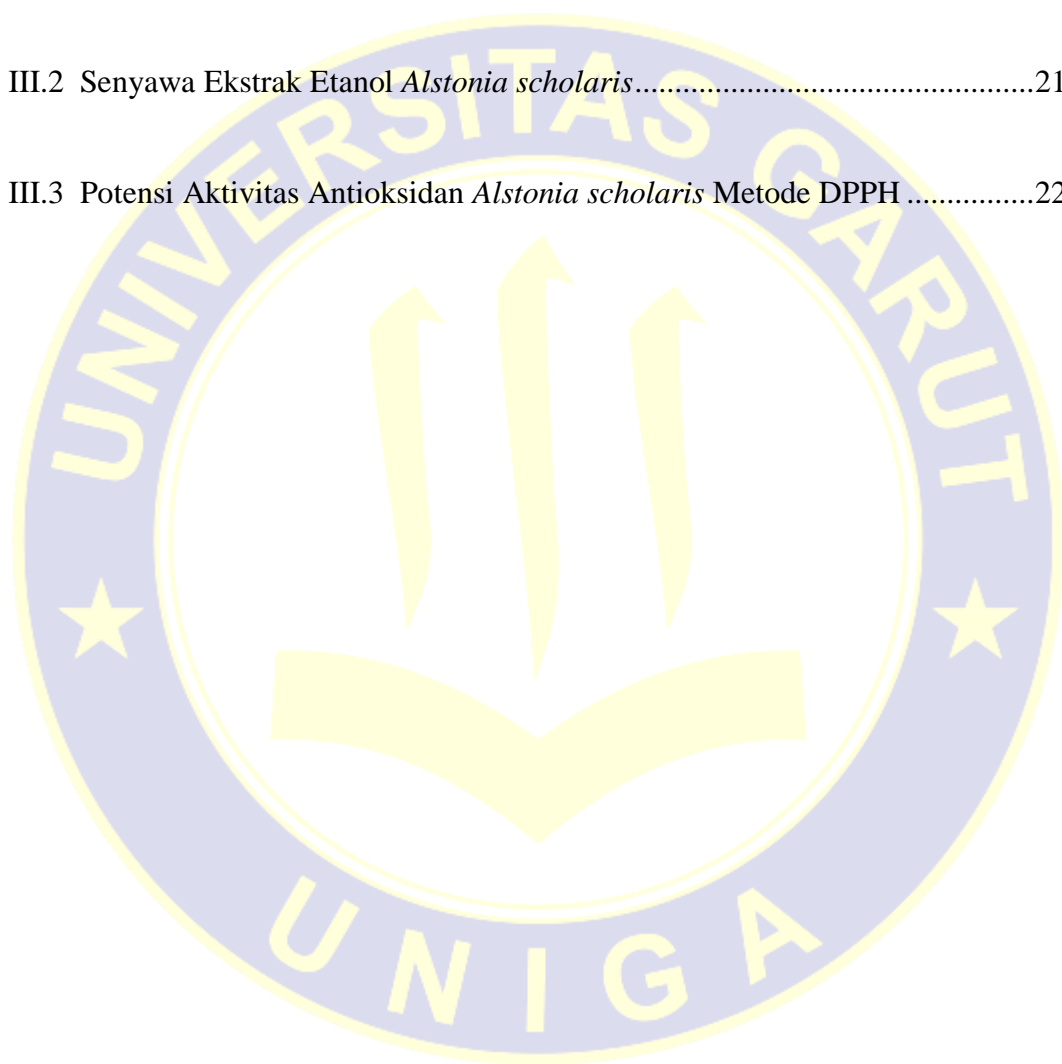 III.2 Senyawa Ekstrak Etanol Alstonia scholaris.................................................21
III.3 Potensi Aktivitas Antioksidan Alstonia scholaris Metode DPPH ................22
UNIVERSITAS GARUT
UNIGA